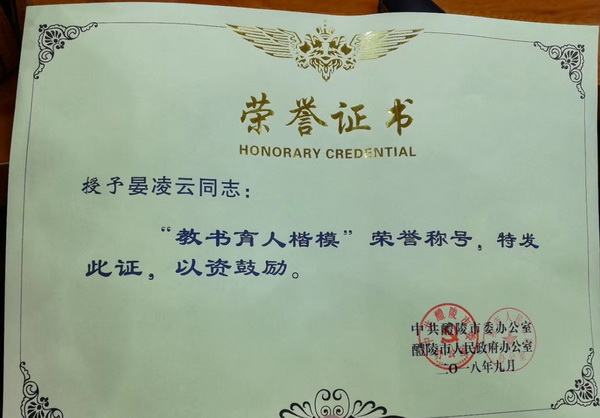 荣誉证书
HONORARY CREDENTIAL
授予晏凌云同志：
“教书育人楷模”荣誉称号，特发
此证，以资鼓励。
中共醴陵市委办公室
醴陵市人民政府办公室
二〇一八年九月